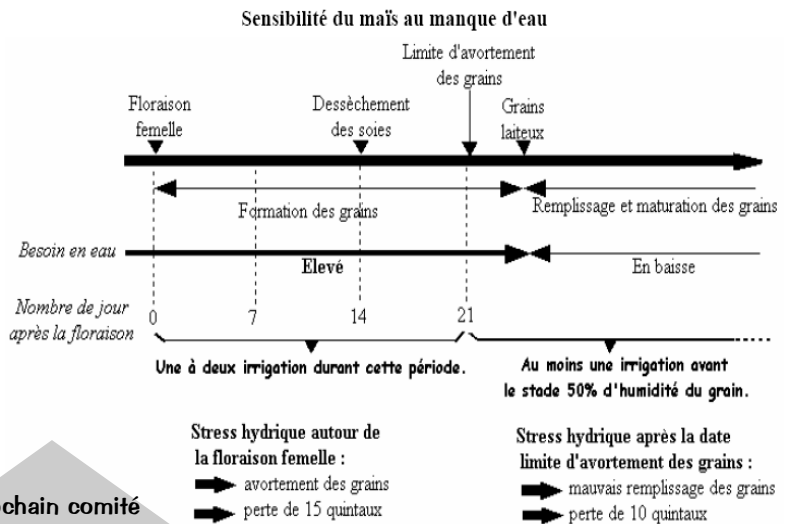 Sensibilité du maïs au manque d'eau
Limite d'avortement
des grains
Floraison
femelle
Dessèchement
des soies
Grains
laiteux
Formation des grains
Remplissage et maturation des grains
Besoin en eau
Elevé
En baisse
Nombre de jour
après la floraison
0 7 14 21
Une à deux irrigation durant cette période.
Au moins une irrigation avant
le stade 50% d'humidité du grain.
Stress hydrique autour de
la floraison femelle :
avortement des grains
perte de 15 quintaux
Stress hydrique après la date
limite d'avortement des grains :
mauvais remplissage des grains
perte de 10 quintaux
chain comité